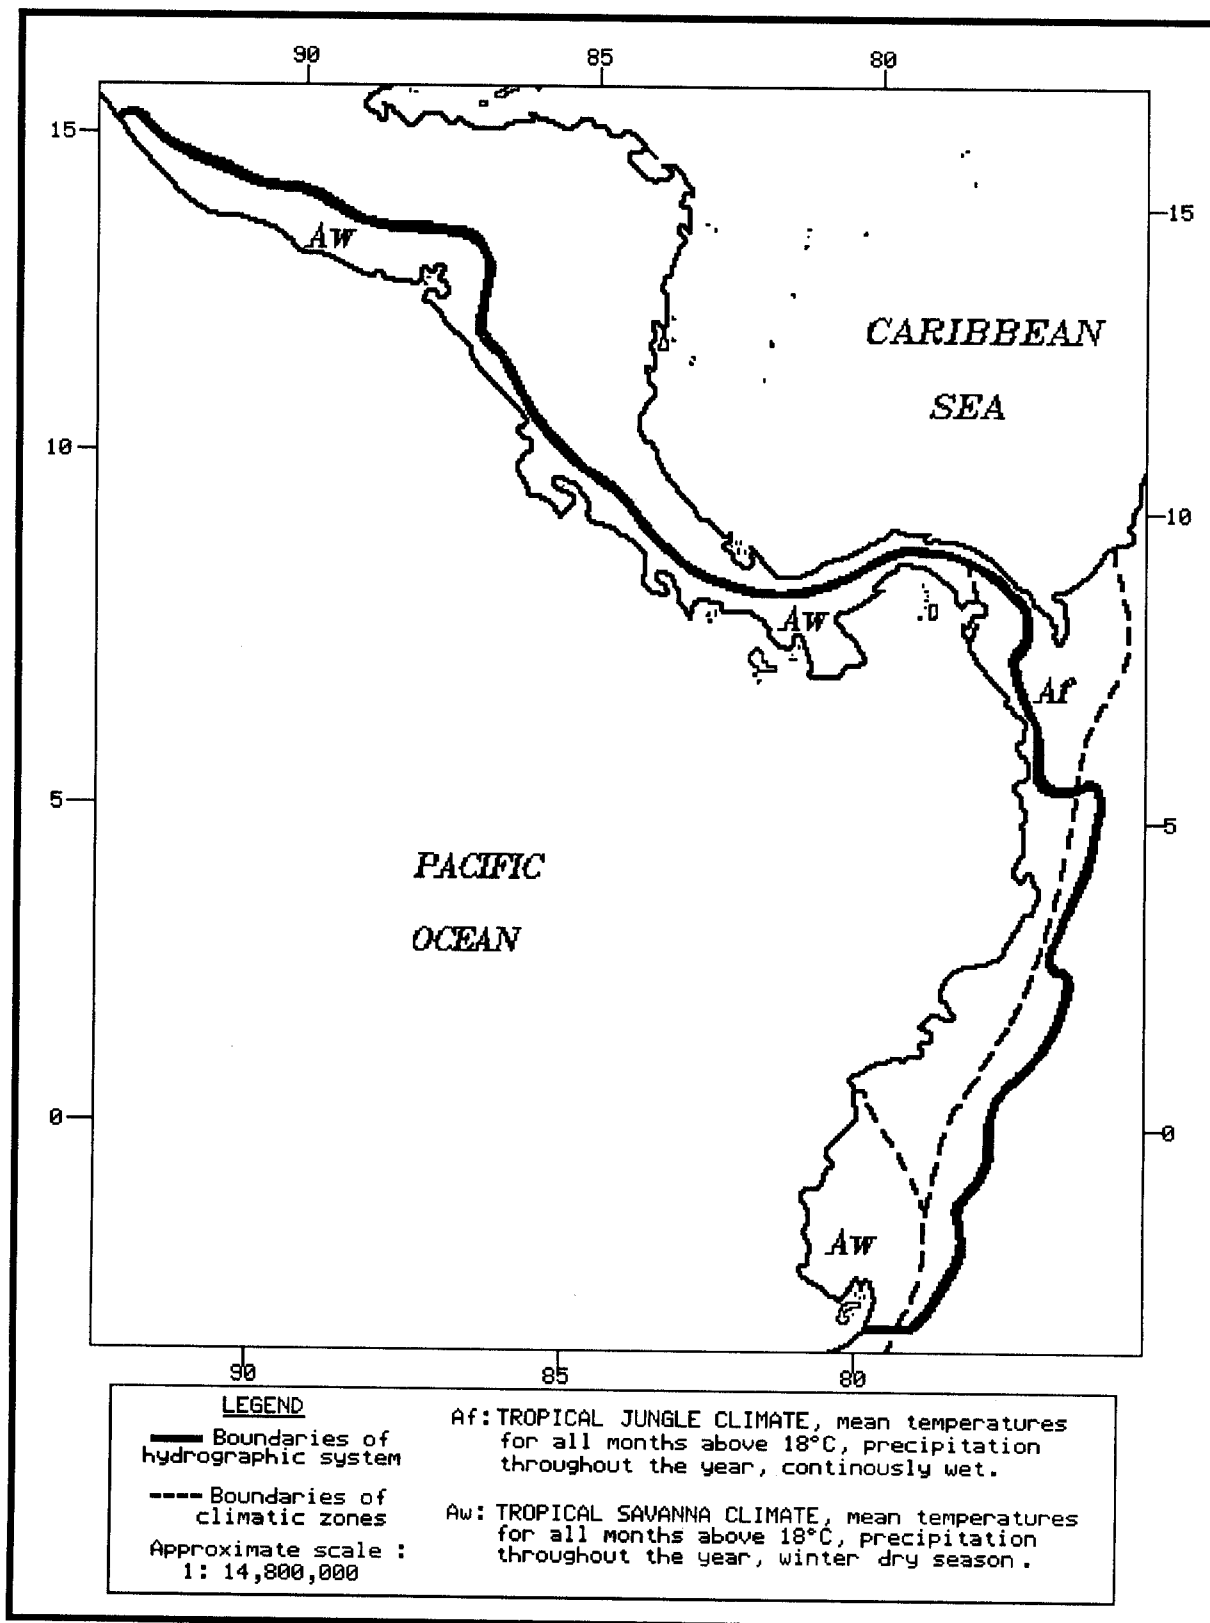 90 85 80
15
15
Aw
CARIBBEAN
SEA
10
10
Aw
Af
5
5
PACIFIC
OCEAN
0
0
Aw
90 85 80
LEGEND
Boundaries of
hydrographic system
Boundaries of
climatic zones
Approximate scale :
1: 14,800,000
Af: TROPICAL JUNGLE CLIMATE, mean temperatures
for all months above 18°C, precipitation
throughout the year, continously wet.
Aw: TROPICAL SAVANNA CLIMATE, mean temperatures
for all months above 18°C, precipitation
throughout the year, winter dry season.